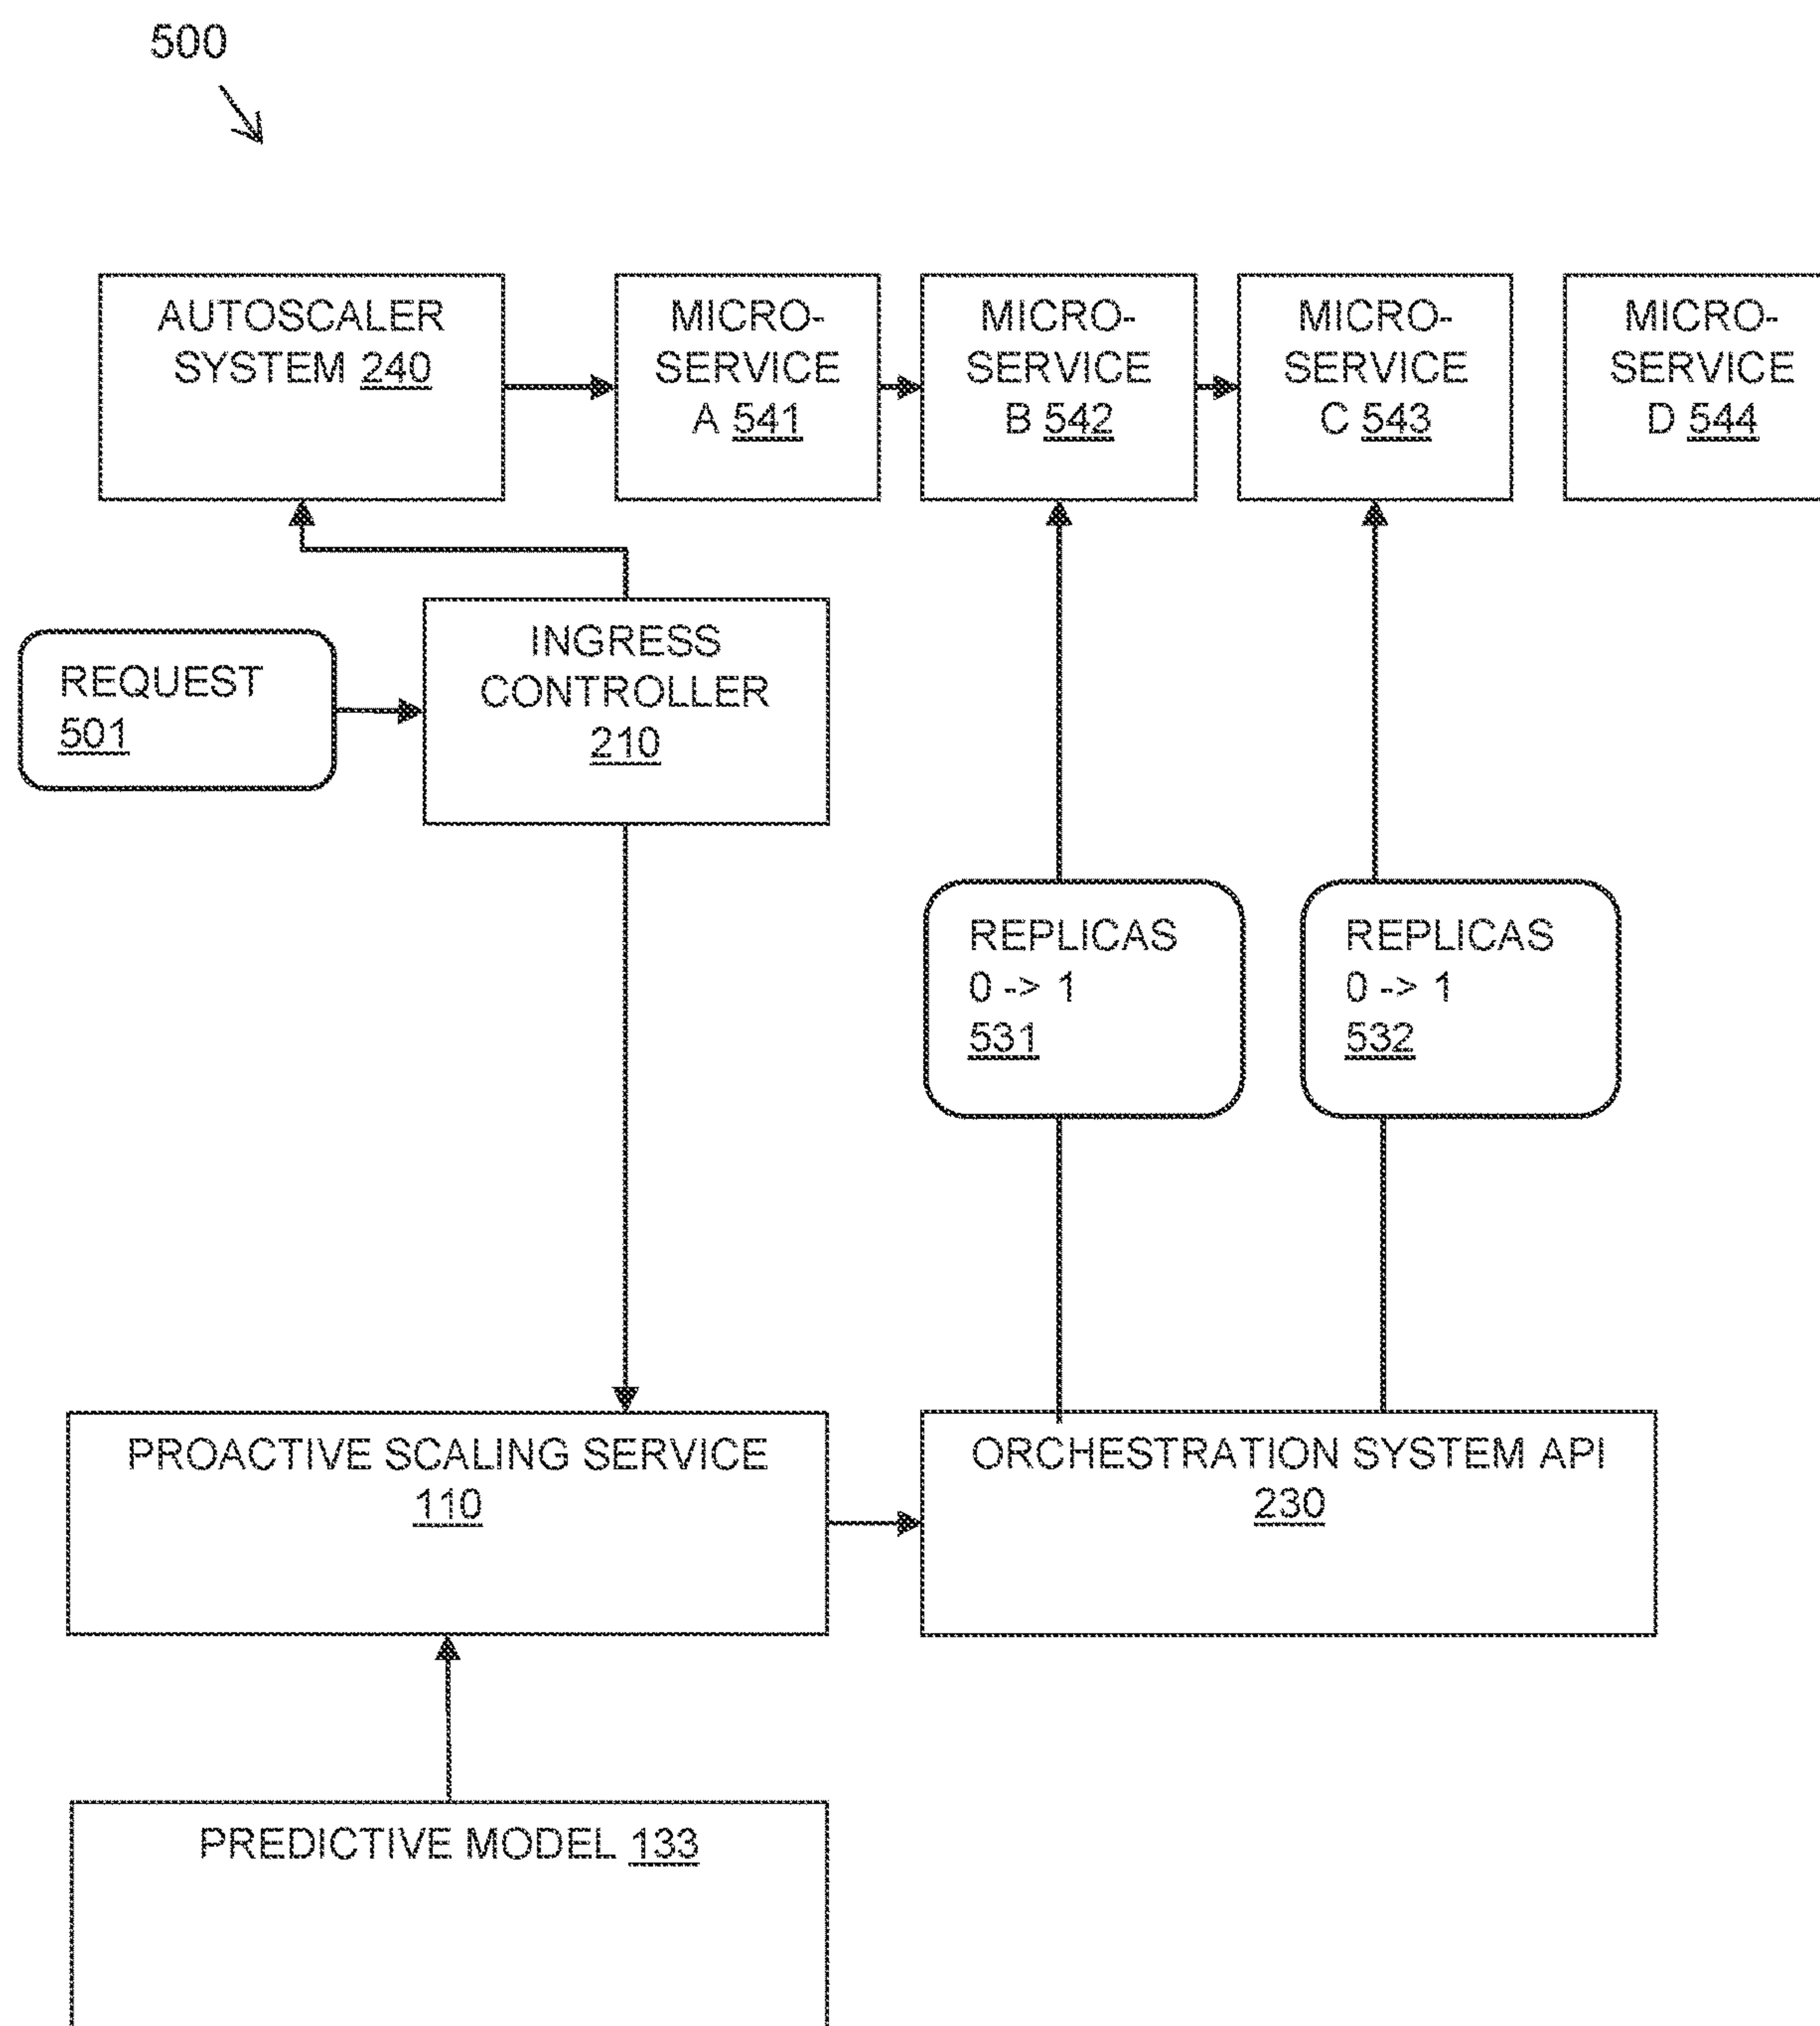 500
AUTOSCALER
SYSTEM 240
MICRO-
SERVICE
A 541
MICRO-
SERVICE
B 542
MICRO-
SERVICE
C 543
MICRO-
SERVICE
D 544
REQUEST
501
INGRESS
CONTROLLER
210
REPLICAS
0 -> 1
531
REPLICAS
0 -> 1
532
PROACTIVE SCALING SERVICE
110
ORCHESTRATION SYSTEM API
230
PREDICTIVE MODEL 133